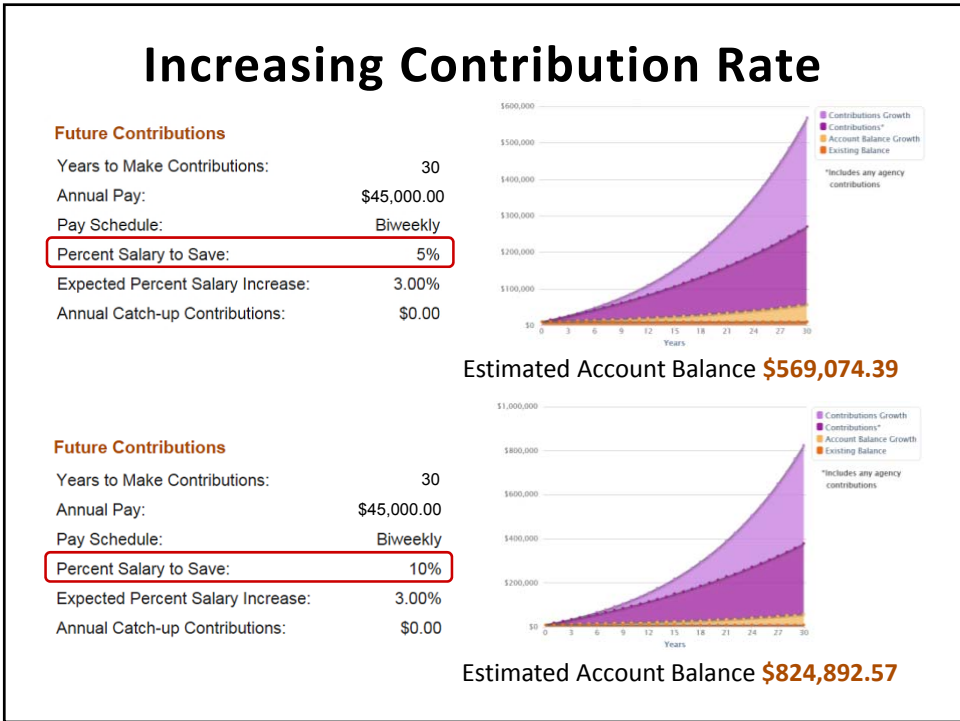 Increasing Contribution Rate
Future Contributions
Years to Make Contributions: 30
Annual Pay: $45,000.00
Pay Schedule: Biweekly
Percent Salary to Save: 5%
Expected Percent Salary Increase: 3.00%
Annual Catch-up Contributions: $0.00
$600,000
$500,000
$400,000
$300,000
$200,000
$100,000
$0
0 3 6 9 12 15 18 21 24 27 30
Years
Contributions Growth
Contributions*
Account Balance Growth
Existing Balance
*Includes any agency
contributions
Estimated Account Balance $569,074.39
Future Contributions
Years to Make Contributions: 30
Annual Pay: $45,000.00
Pay Schedule: Biweekly
Percent Salary to Save: 10%
Expected Percent Salary Increase: 3.00%
Annual Catch-up Contributions: $0.00
$1,000,000
$800,000
$600,000
$400,000
$200,000
$0
0 3 6 9 12 15 18 21 24 27 30
Years
Contributions Growth
Contributions*
Account Balance Growth
Existing Balance
*Includes any agency
contributions
Estimated Account Balance $824,892.57